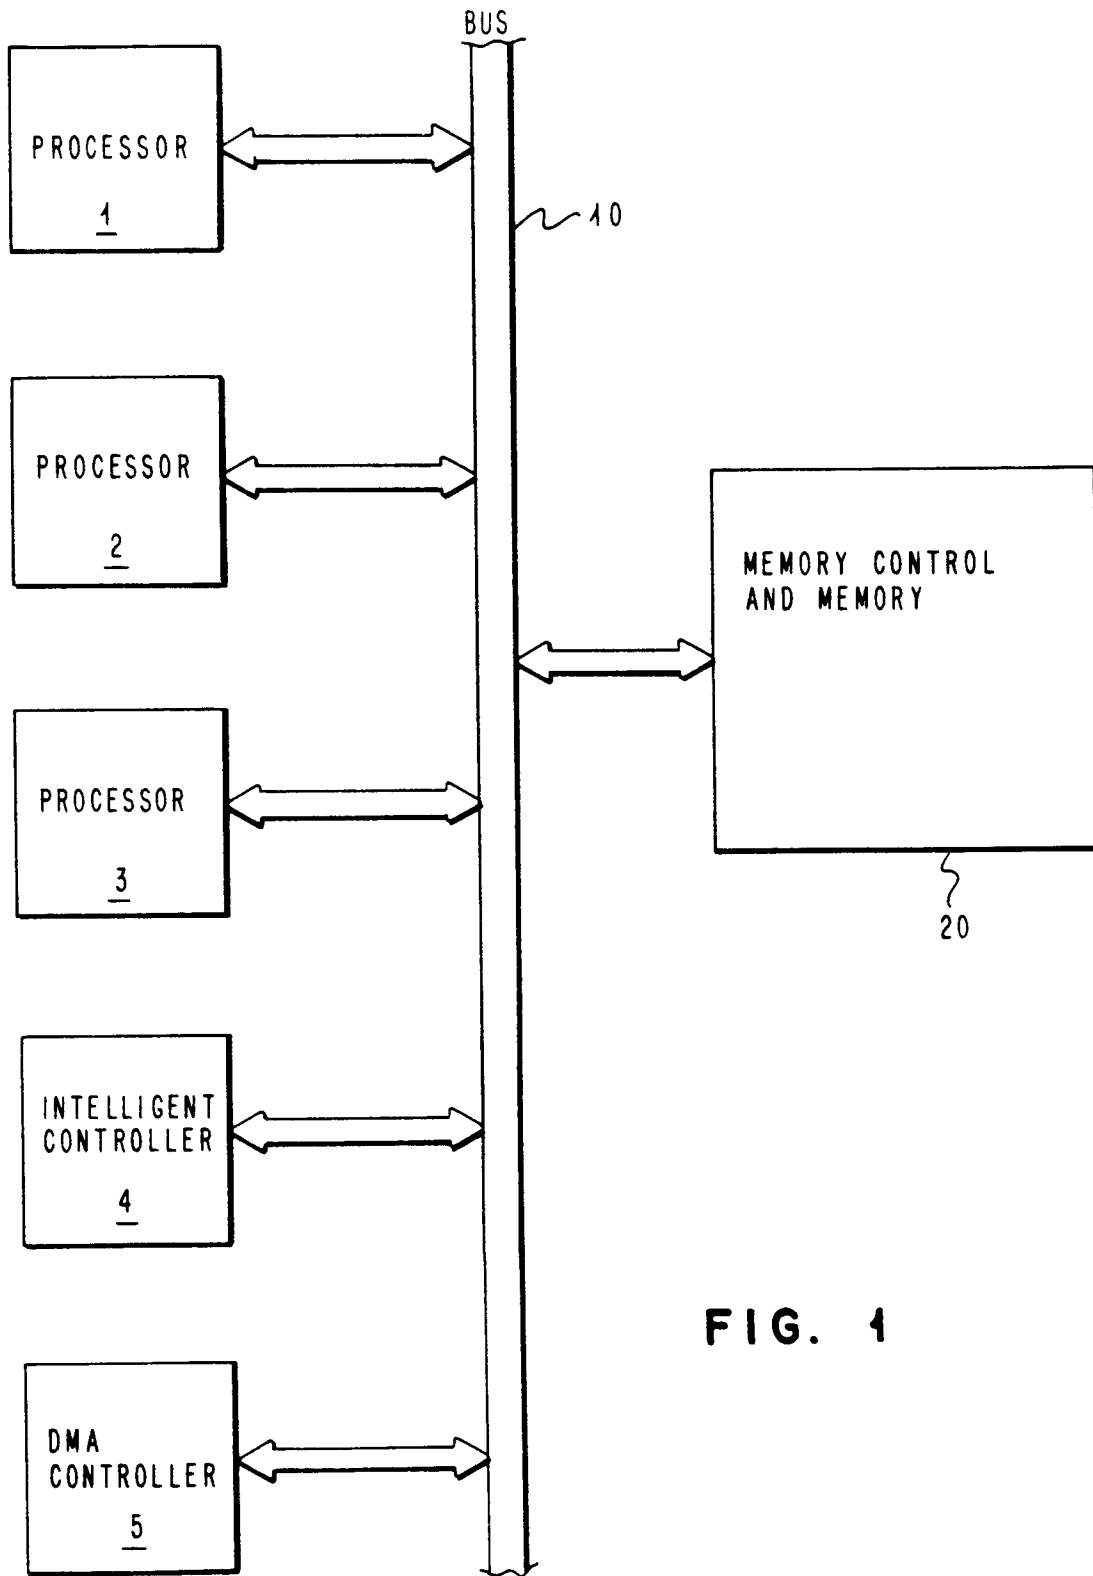 BUS
PROCESSOR
1
10
PROCESSOR
2
MEMORY CONTROL
AND MEMORY
PROCESSOR
3
20
INTELLIGENT
CONTROLLER
4
FIG. 1
DMA
CONTROLLER
5